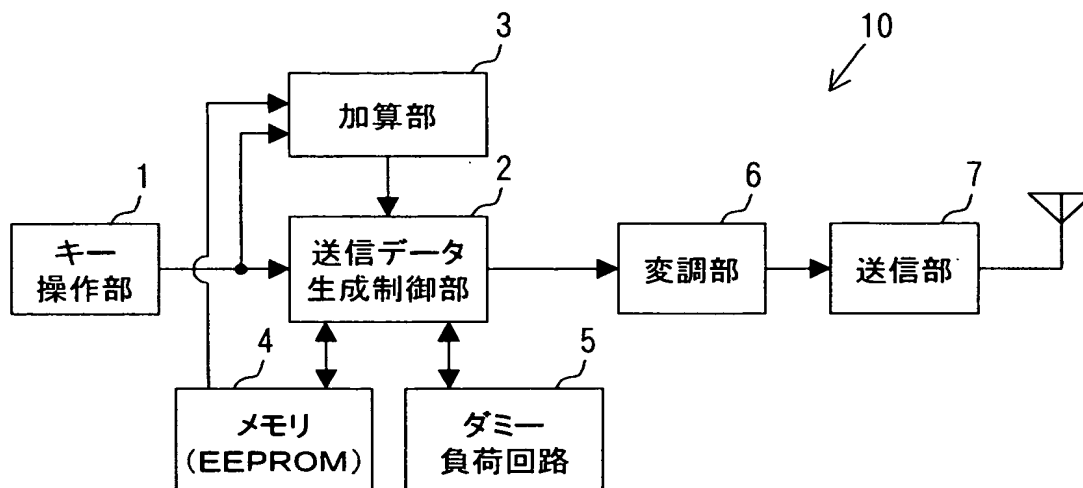 3
10
加算部
1
2
6
7
キー
操作部
送信データ
生成制御部
変調部
送信部
4
5
メモリ
(EEPROM)
ダミー
負荷回路